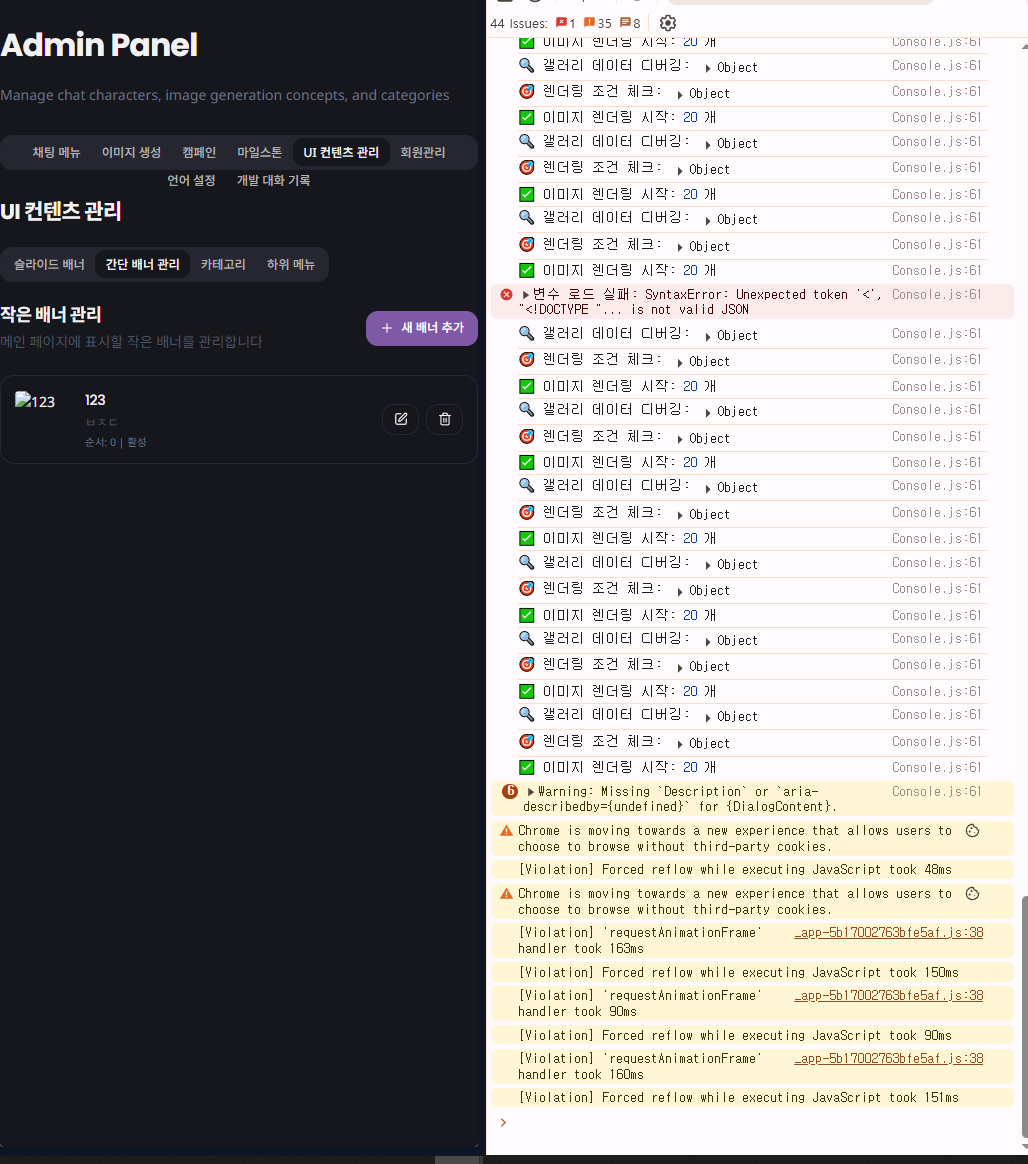 Admin Panel
Manage chat characters, image generation concepts, and categories
채팅 메뉴 이미지 생성 캠페인 마일스톤 UI 컨텐츠 관리 회원관리
언어 설정 개발 대화 기록
UI 컨텐츠 관리
슬라이드 배너 간단 배너 관리 카테고리 하위 메뉴
작은 배너 관리
메인 페이지에 표시할 작은 배너를 관리합니다
+ 새 배너 추가
123
123
ㅂㅈㄷ
순서: 0 | 활성
44 Issues: 1 35 8
이미지 렌더링 시작: 20 개 Console.js:61
갤러리 데이터 디버깅: Object Console.js:61
렌더링 조건 체크: Object Console.js:61
이미지 렌더링 시작: 20 개 Console.js:61
갤러리 데이터 디버깅: Object Console.js:61
렌더링 조건 체크: Object Console.js:61
이미지 렌더링 시작: 20 개 Console.js:61
갤러리 데이터 디버깅: Object Console.js:61
렌더링 조건 체크: Object Console.js:61
이미지 렌더링 시작: 20 개 Console.js:61
변수 로드 실패: SyntaxError: Unexpected token '<', Console.js:61
"<!DOCTYPE "... is not valid JSON
갤러리 데이터 디버깅: Object Console.js:61
렌더링 조건 체크: Object Console.js:61
이미지 렌더링 시작: 20 개 Console.js:61
갤러리 데이터 디버깅: Object Console.js:61
렌더링 조건 체크: Object Console.js:61
이미지 렌더링 시작: 20 개 Console.js:61
갤러리 데이터 디버깅: Object Console.js:61
렌더링 조건 체크: Object Console.js:61
이미지 렌더링 시작: 20 개 Console.js:61
갤러리 데이터 디버깅: Object Console.js:61
렌더링 조건 체크: Object Console.js:61
이미지 렌더링 시작: 20 개 Console.js:61
갤러리 데이터 디버깅: Object Console.js:61
렌더링 조건 체크: Object Console.js:61
이미지 렌더링 시작: 20 개 Console.js:61
갤러리 데이터 디버깅: Object Console.js:61
렌더링 조건 체크: Object Console.js:61
이미지 렌더링 시작: 20 개 Console.js:61
6 Warning: Missing `Description` or `aria- Console.js:61
describedby={undefined}` for {DialogContent}.
Chrome is moving towards a new experience that allows users to
choose to browse without third-party cookies.
[Violation] Forced reflow while executing JavaScript took 48ms
Chrome is moving towards a new experience that allows users to
choose to browse without third-party cookies.
[Violation] 'requestAnimationFrame' _app-5b17002763bfe5af.js:38
handler took 163ms
[Violation] Forced reflow while executing JavaScript took 150ms
[Violation] 'requestAnimationFrame' _app-5b17002763bfe5af.js:38
handler took 90ms
[Violation] Forced reflow while executing JavaScript took 90ms
[Violation] 'requestAnimationFrame' _app-5b17002763bfe5af.js:38
handler took 160ms
[Violation] Forced reflow while executing JavaScript took 151ms